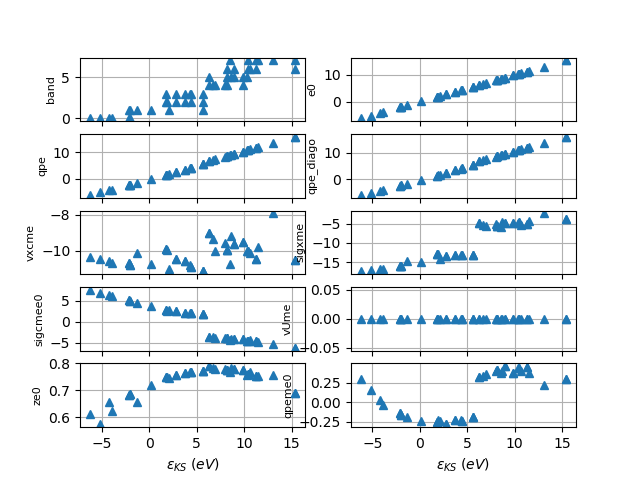 band
5
0
e0
10
0
qpe
10
0
qpe_diago
10
0
vxcme
−8
−10
sigxme
−5
−10
−15
sigcmee0
5
0
−5
vUme
0.05
0.00
−0.05
ze0
0.8
0.7
0.6
qpeme0
0.25
0.00
−0.25
−5 0 5 10 15
−5 0 5 10 15
εKS (eV)
εKS (eV)